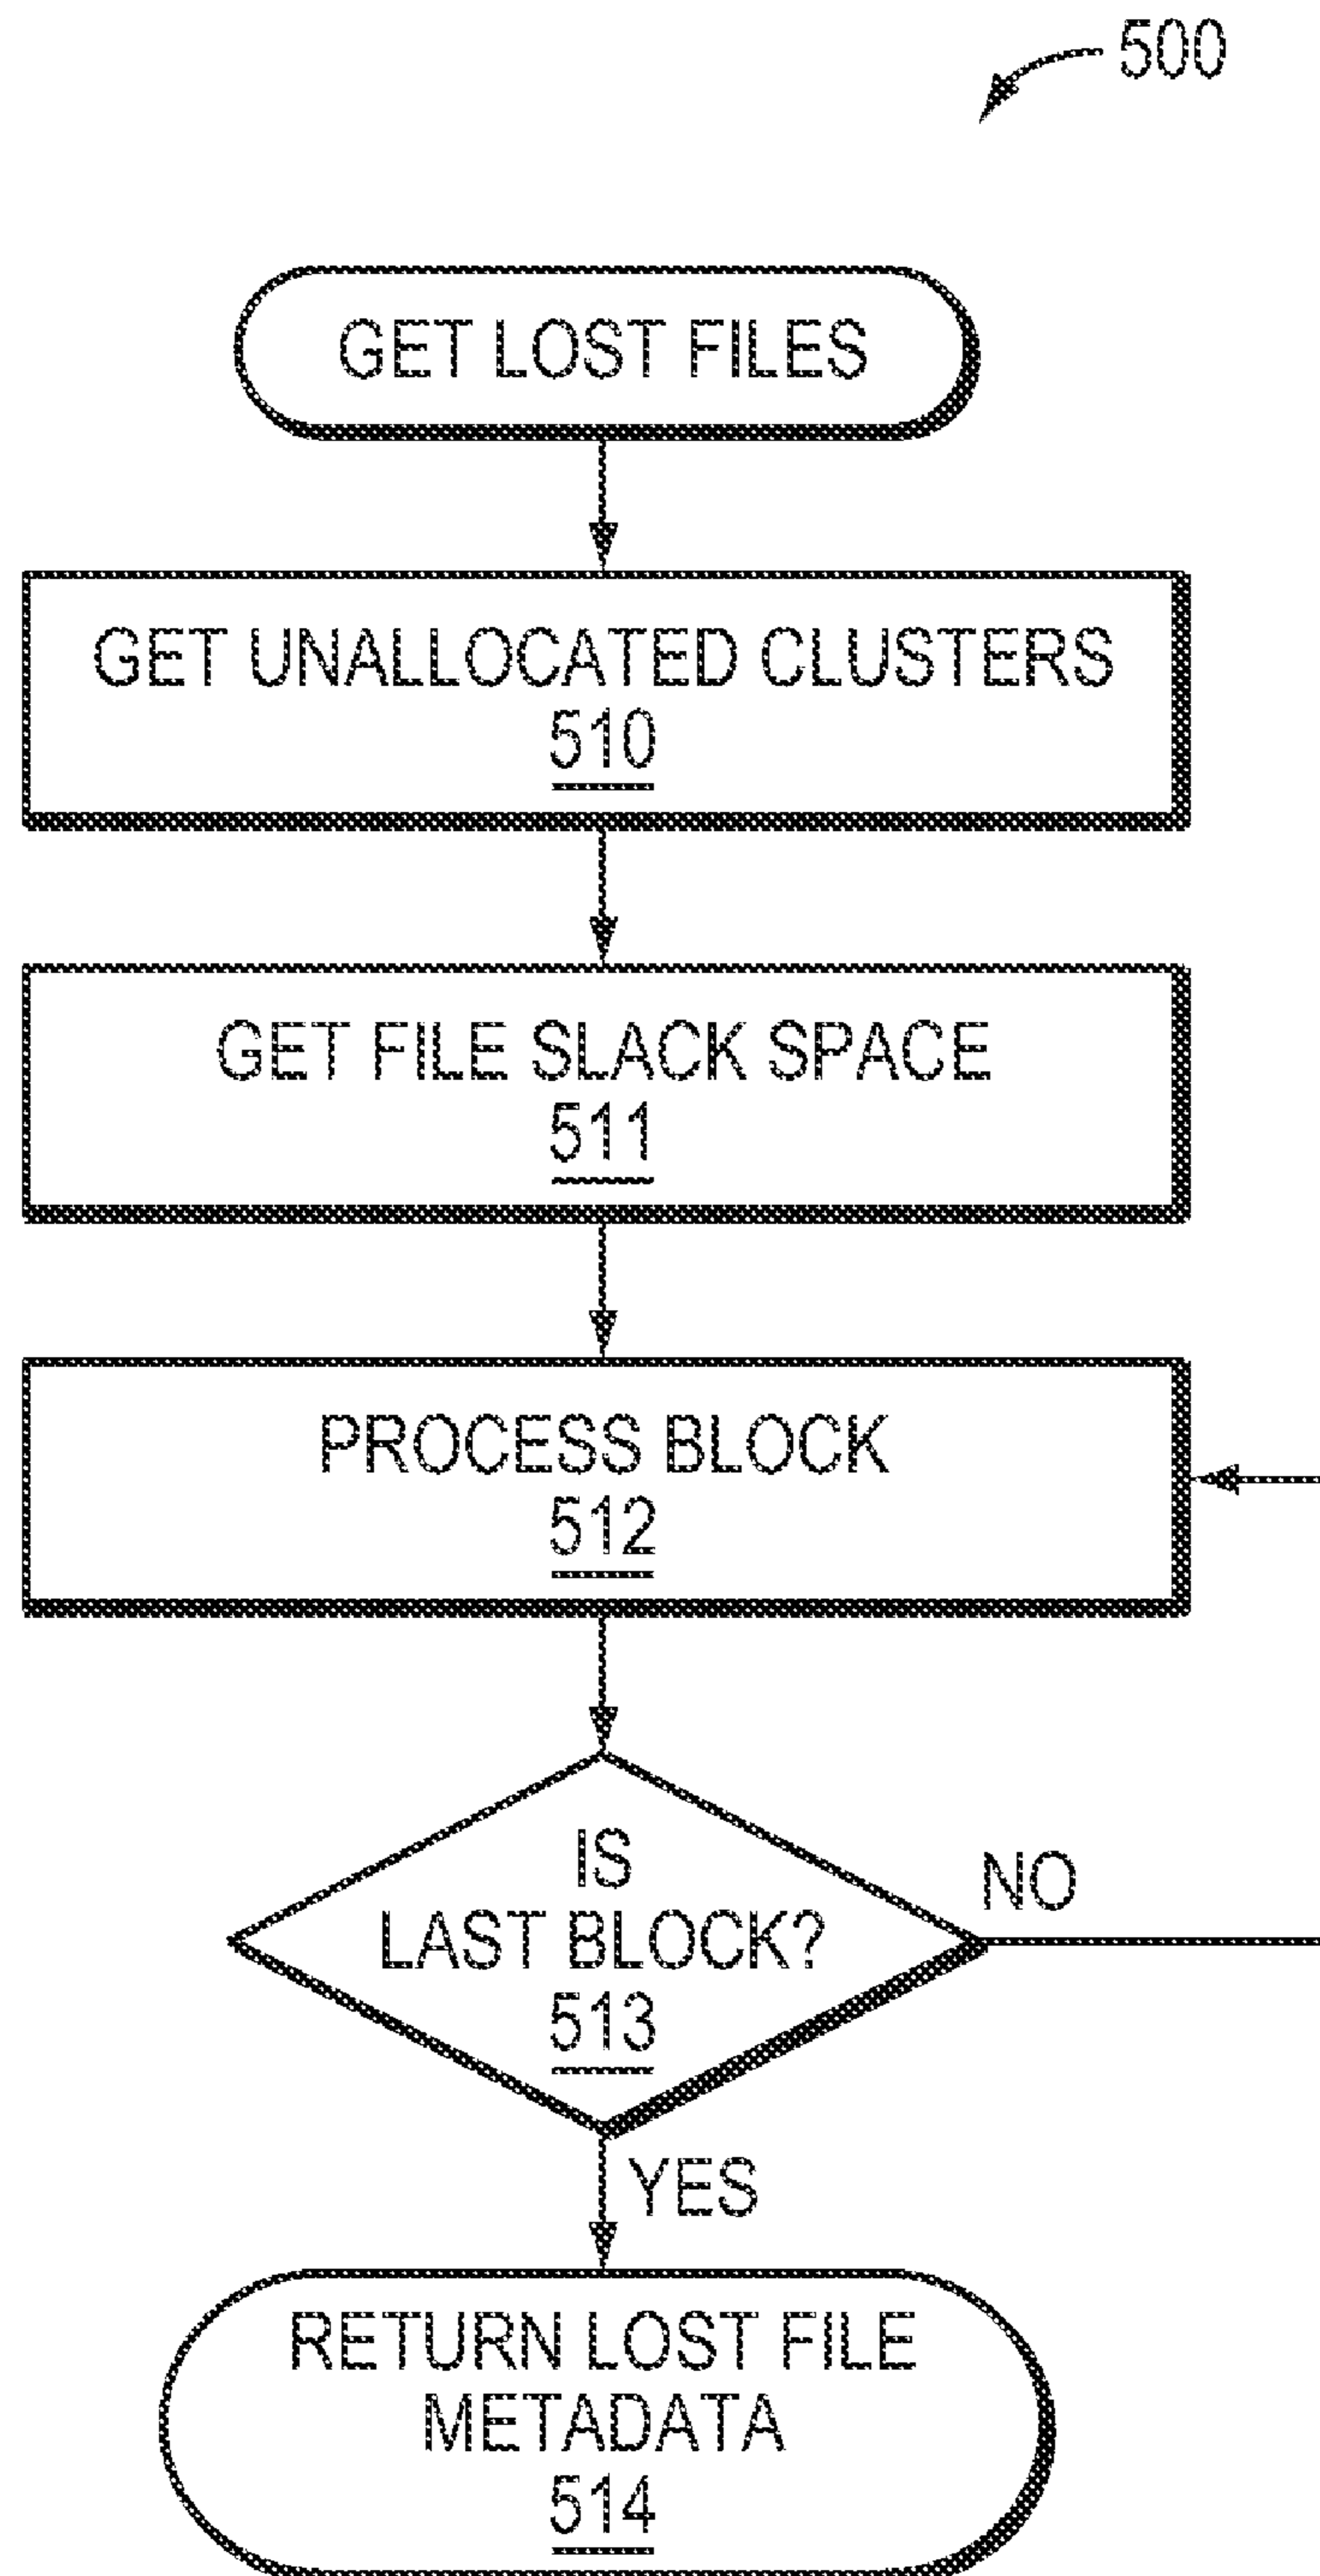 500
GET LOST FILES
GET UNALLOCATED CLUSTERS
510
GET FILE SLACK SPACE
511
PROCESS BLOCK
512
IS
LAST BLOCK?
513
NO
YES
RETURN LOST FILE
METADATA
514